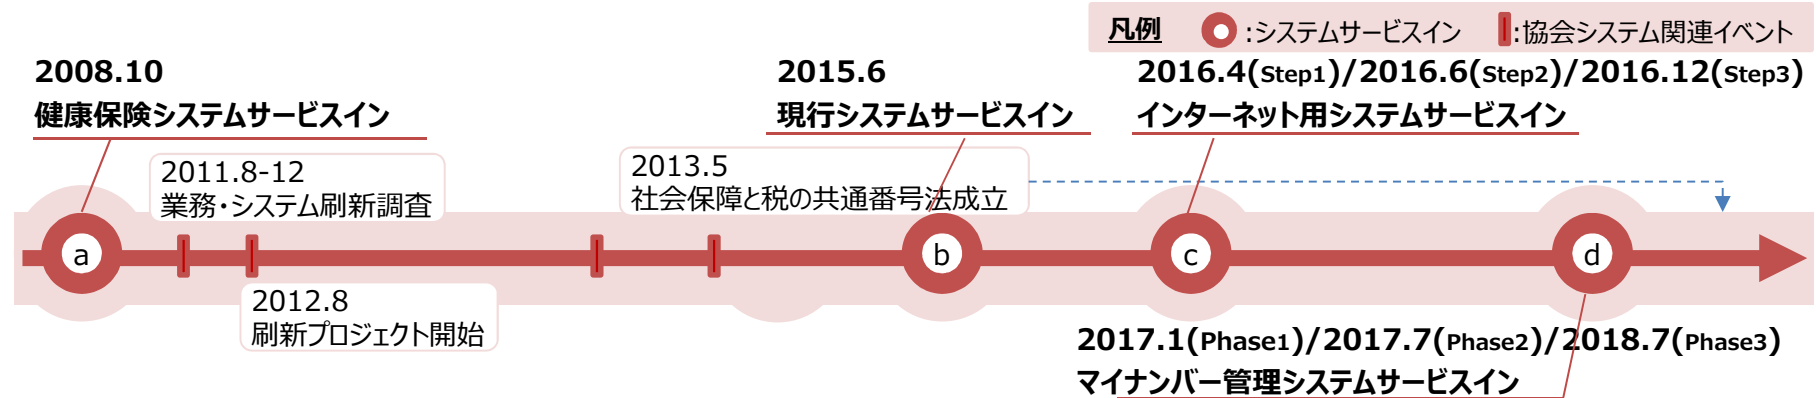 凡例 :システムサービスイン :協会システム関連イベント
2008.10
健康保険システムサービスイン
2015.6
現行システムサービスイン
2016.4(Step1)/2016.6(Step2)/2016.12(Step3)
インターネット用システムサービスイン
2011.8-12
業務・システム刷新調査
2013.5
社会保障と税の共通番号法成立
a
b
c
d
2012.8
刷新プロジェクト開始
2017.1(Phase1)/2017.7(Phase2)/2018.7(Phase3)
マイナンバー管理システムサービスイン